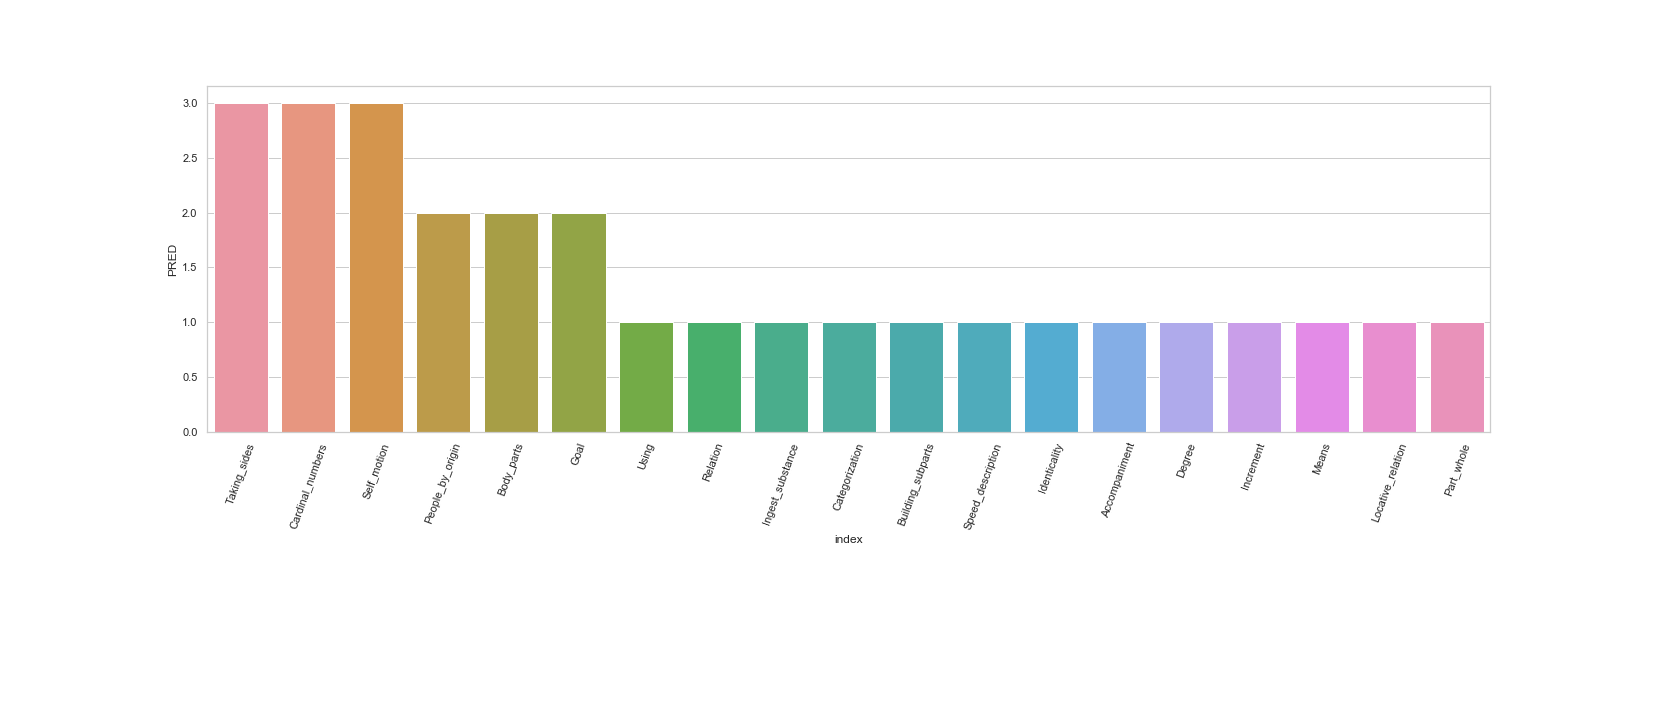 3.0
2.5
2.0
1.5
1.0
0.5
0.0
PRED
Taking_sides
Cardinal_numbers
Self_motion
People_by_origin
Body_parts
Goal
Using
Relation
Ingest_substance
Categorization
Building_subparts
Speed_description
Identicality
Accompaniment
Degree
Increment
Means
Locative_relation
Part_whole
index